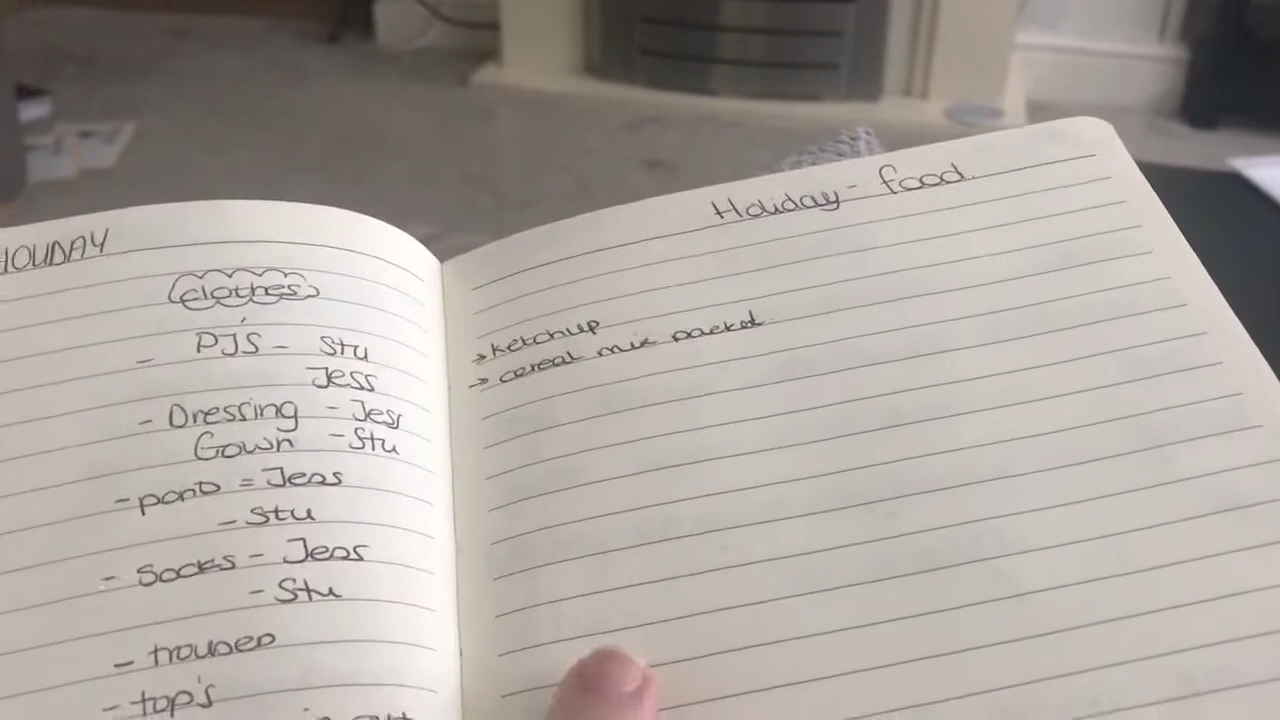 HOLIDAY
clothes
- PJS - Stu
Jess
- Dressing - Jess
Gown - Stu
- pants = Jess
- Stu
- Socks - Jess
- Stu
- trousers
- top's
Holiday - food.
→ ketchup
→ cereal mix packet